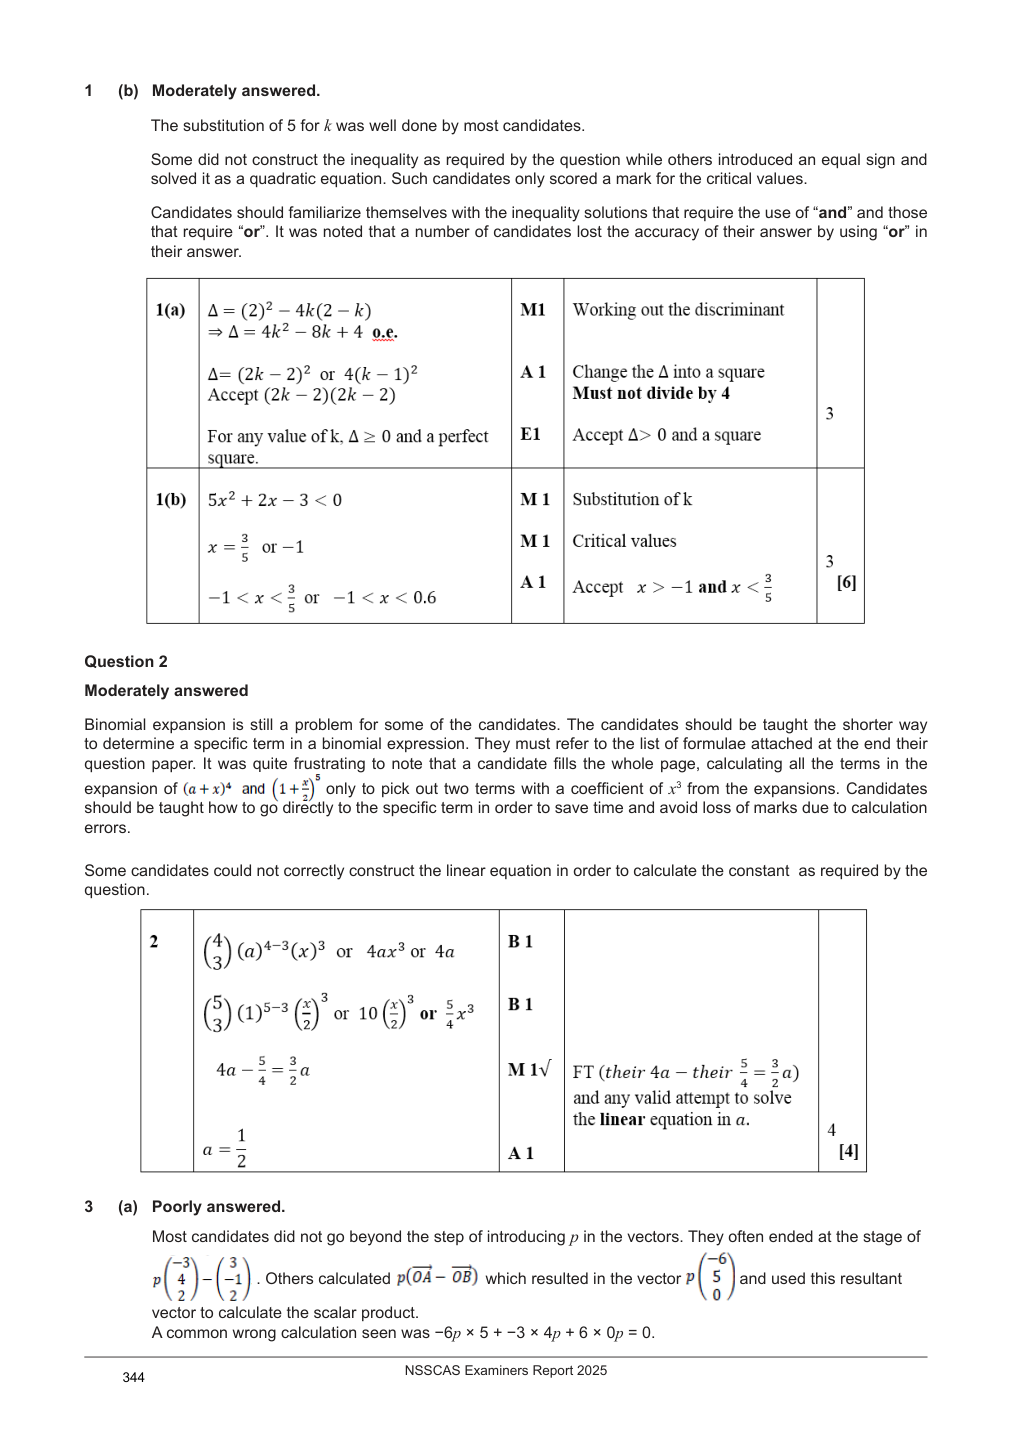 1 (b) Moderately answered.
The substitution of 5 for k was well done by most candidates.
Some did not construct the inequality as required by the question while others introduced an equal sign and
solved it as a quadratic equation. Such candidates only scored a mark for the critical values.
Candidates should familiarize themselves with the inequality solutions that require the use of “and” and those
that require “or”. It was noted that a number of candidates lost the accuracy of their answer by using “or” in
their answer.
1(a) Δ = (2)² − 4k(2 − k) M1 Working out the discriminant
⇒ Δ = 4k² − 8k + 4 o.e.
Δ= (2k − 2)² or 4(k − 1)² A 1 Change the Δ into a square
Accept (2k − 2)(2k − 2) Must not divide by 4
3
For any value of k, Δ ≥ 0 and a perfect E1 Accept Δ> 0 and a square
square.
1(b) 5x² + 2x − 3 < 0 M 1 Substitution of k
x = 3/5 or −1 M 1 Critical values
3
−1 < x < 3/5 or −1 < x < 0.6 A 1 Accept x > −1 and x < 3/5 [6]
Question 2
Moderately answered
Binomial expansion is still a problem for some of the candidates. The candidates should be taught the shorter way
to determine a specific term in a binomial expression. They must refer to the list of formulae attached at the end their
question paper. It was quite frustrating to note that a candidate fills the whole page, calculating all the terms in the
expansion of (a + x)⁴ and (1 + x/2)⁵ only to pick out two terms with a coefficient of x³ from the expansions. Candidates
should be taught how to go directly to the specific term in order to save time and avoid loss of marks due to calculation
errors.
Some candidates could not correctly construct the linear equation in order to calculate the constant as required by the
question.
2 (4 3)(a)⁴⁻³(x)³ or 4ax³ or 4a B 1
(5 3)(1)⁵⁻³(x/2)³ or 10(x/2)³ or 5/4 x³ B 1
4a − 5/4 = 3/2 a M 1√ FT (their 4a − their 5/4 = 3/2 a)
and any valid attempt to solve
the linear equation in a.
4
a = 1/2 A 1 [4]
3 (a) Poorly answered.
Most candidates did not go beyond the step of introducing p in the vectors. They often ended at the stage of
p(−3 4 2) − (3 −1 2) . Others calculated p(OA − OB) which resulted in the vector p(−6 5 0) and used this resultant
vector to calculate the scalar product.
A common wrong calculation seen was −6p × 5 + −3 × 4p + 6 × 0p = 0.
NSSCAS Examiners Report 2025
344